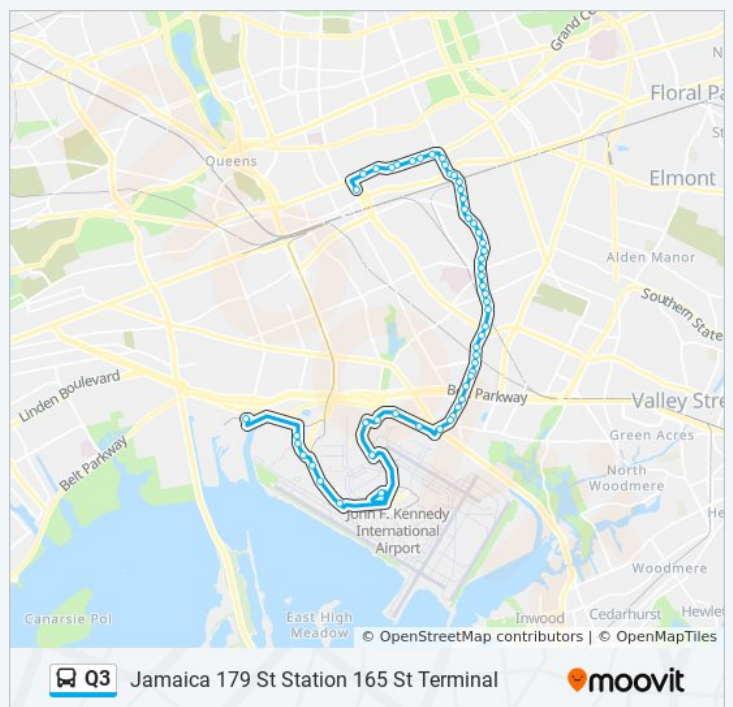 Grand Ce
N
Floral Pa
St
Queens
Elmont
Alden Manor
Southern State
Linden Boulevard
Belt Parkway
Valley Stre
Green Acres
Belt Parkway
North
Woodmere
He
John F. Kennedy
International
Airport
Woodmere
Canarsie Pol
East High
Meadow
Inwood
Cedarhurst
Hewlet
© OpenStreetMap contributors | © OpenMapTiles
Q3
Jamaica 179 St Station 165 St Terminal
moovit